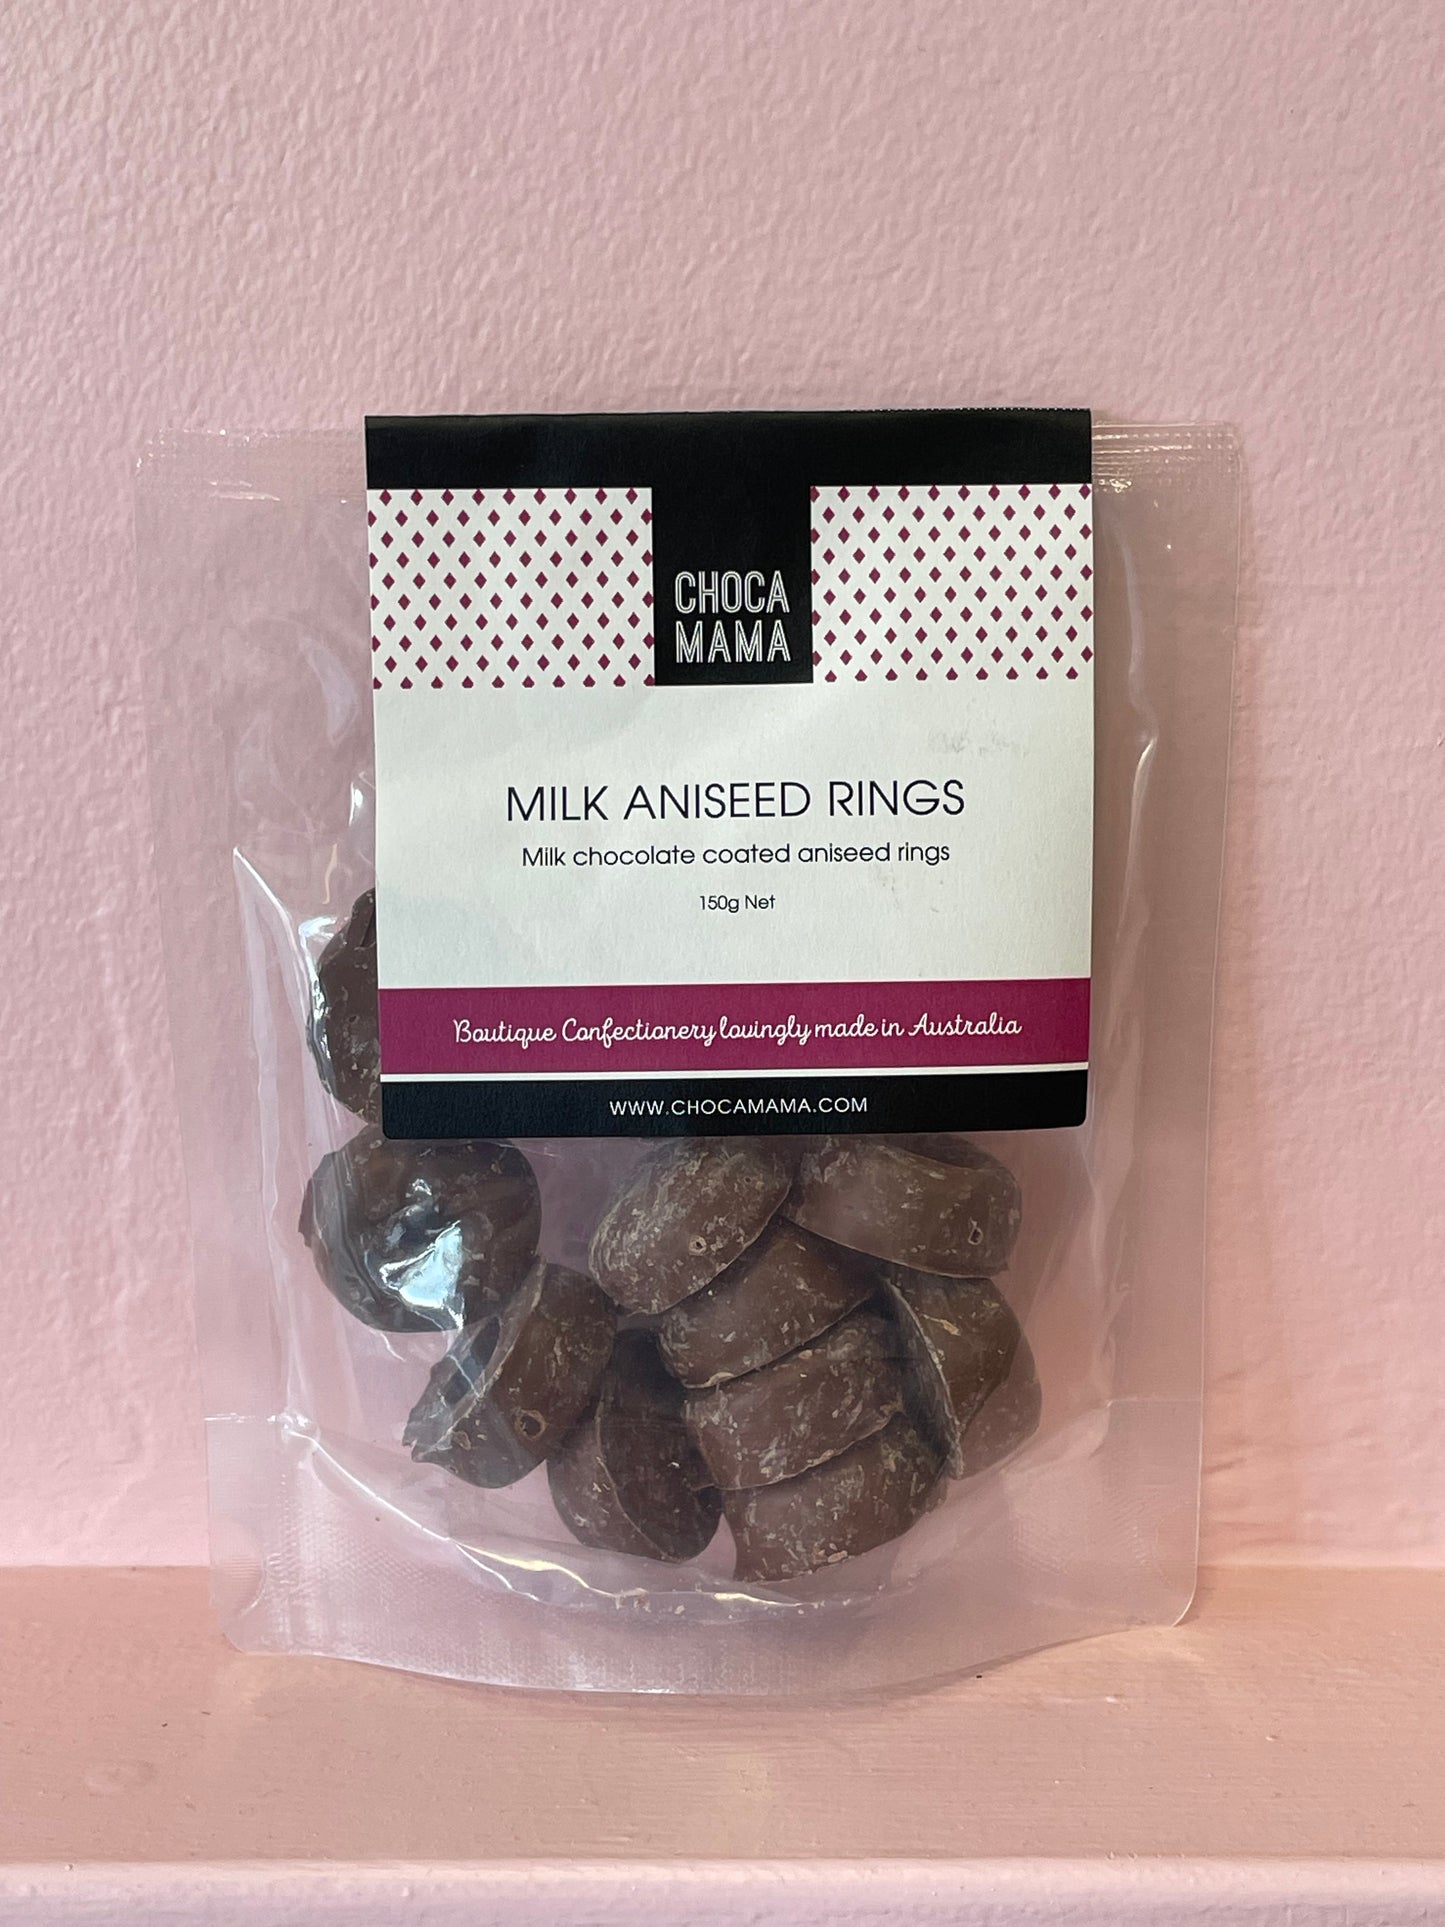 CHOCA
MAMA
MILK ANISEED RINGS
Milk chocolate coated aniseed rings
150g Net
Boutique Confectionery lovingly made in Australia
WWW.CHOCAMAMA.COM